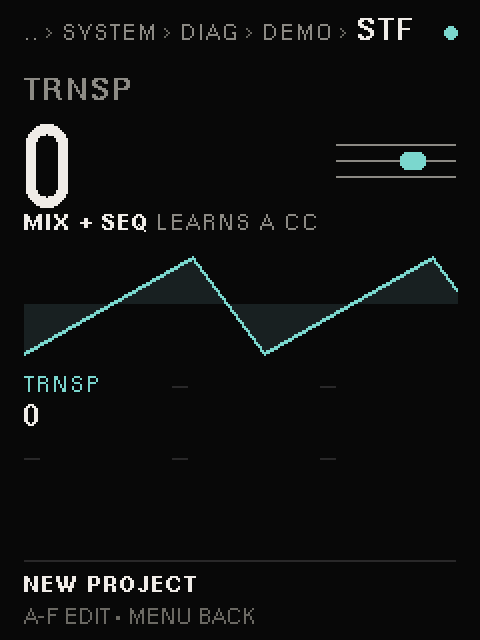 ..› SYSTEM › DIAG › DEMO › STF
TRNSP
0
MIX + SEQ LEARNS A CC
TRNSP — —
0
— — —
NEW PROJECT
A-F EDIT · MENU BACK